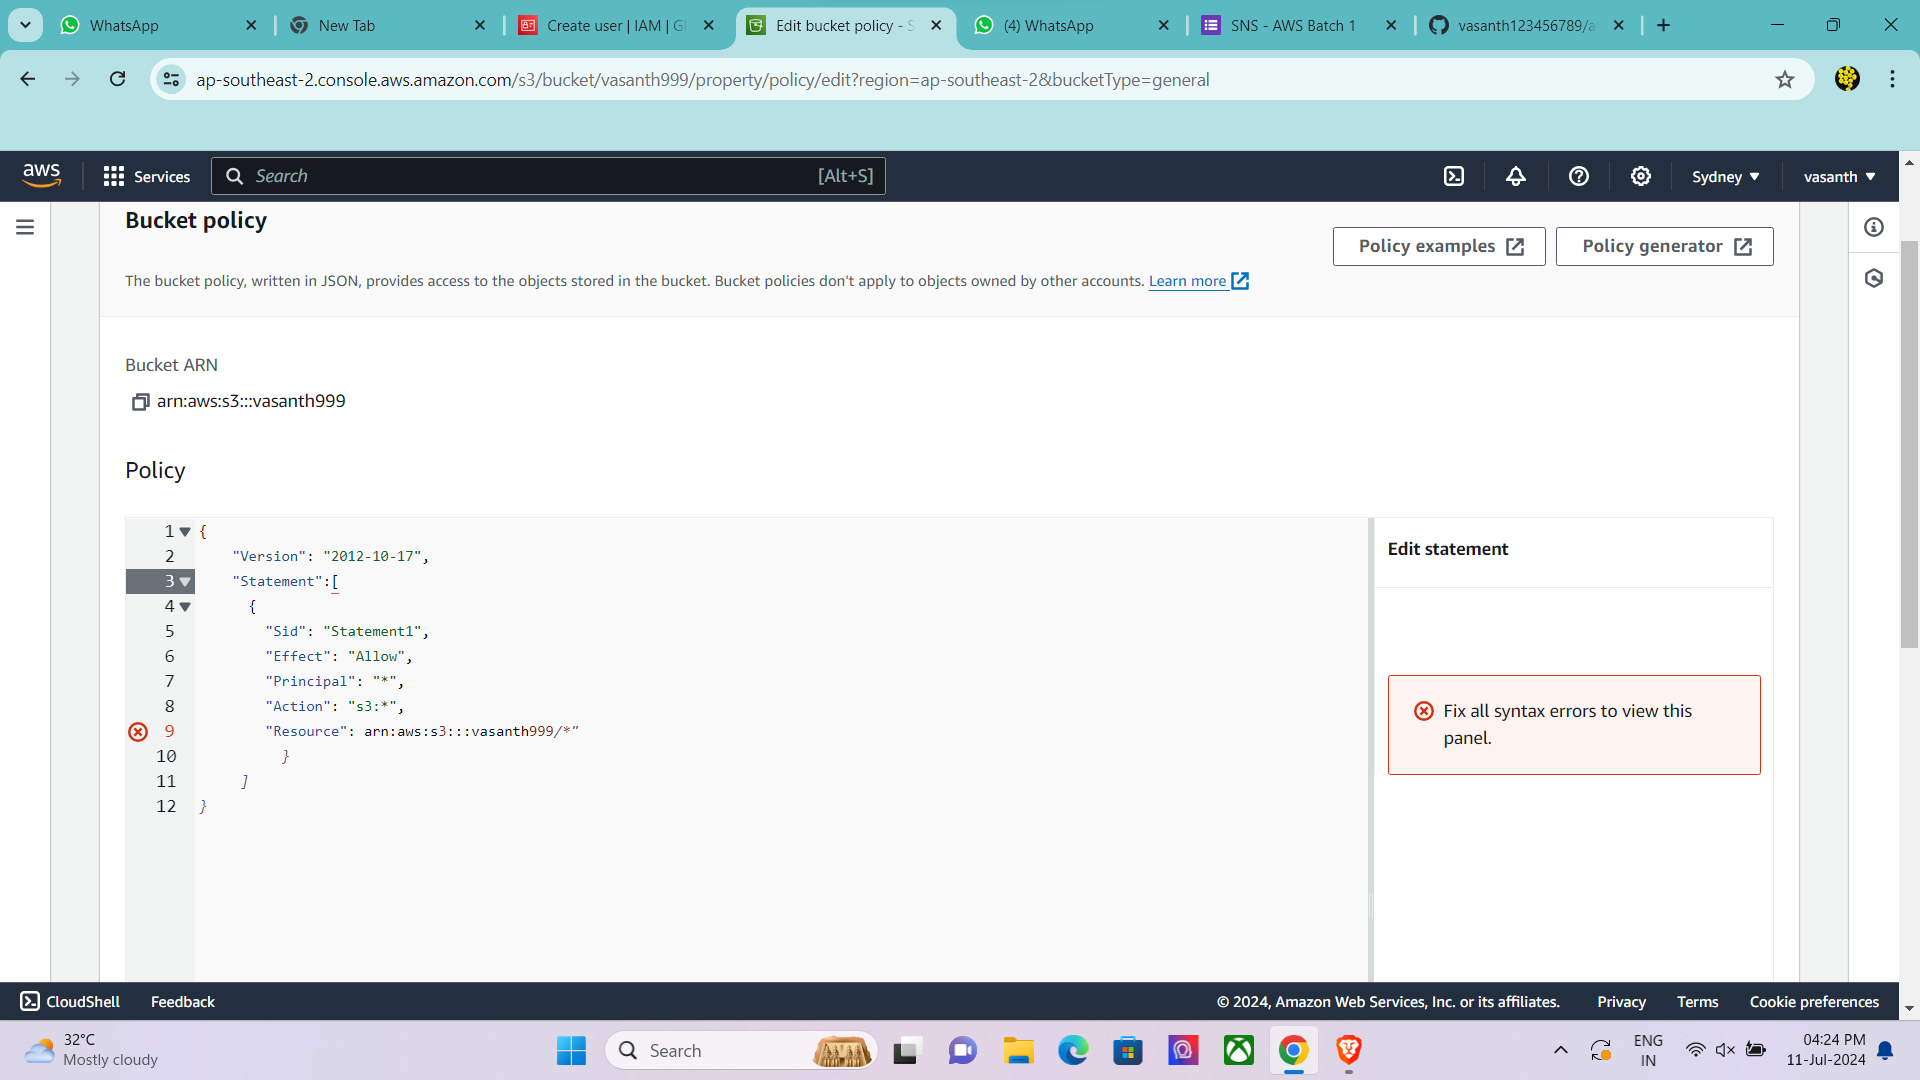 WhatsApp
New Tab
Create user | IAM | Gl
Edit bucket policy - S
(4) WhatsApp
SNS - AWS Batch 1
vasanth123456789/a
ap-southeast-2.console.aws.amazon.com/s3/bucket/vasanth999/property/policy/edit?region=ap-southeast-2&bucketType=general
aws
Services
Search
[Alt+S]
Sydney
vasanth
Bucket policy
Policy examples
Policy generator
The bucket policy, written in JSON, provides access to the objects stored in the bucket. Bucket policies don't apply to objects owned by other accounts. Learn more
Bucket ARN
arn:aws:s3:::vasanth999
Policy
1 {
2 "Version": "2012-10-17",
3 "Statement":[
4 {
5 "Sid": "Statement1",
6 "Effect": "Allow",
7 "Principal": "*",
8 "Action": "s3:*",
9 "Resource": arn:aws:s3:::vasanth999/*"
10 }
11 ]
12 }
Edit statement
Fix all syntax errors to view this
panel.
CloudShell
Feedback
© 2024, Amazon Web Services, Inc. or its affiliates.
Privacy
Terms
Cookie preferences
32°C
Mostly cloudy
Search
ENG
IN
04:24 PM
11-Jul-2024